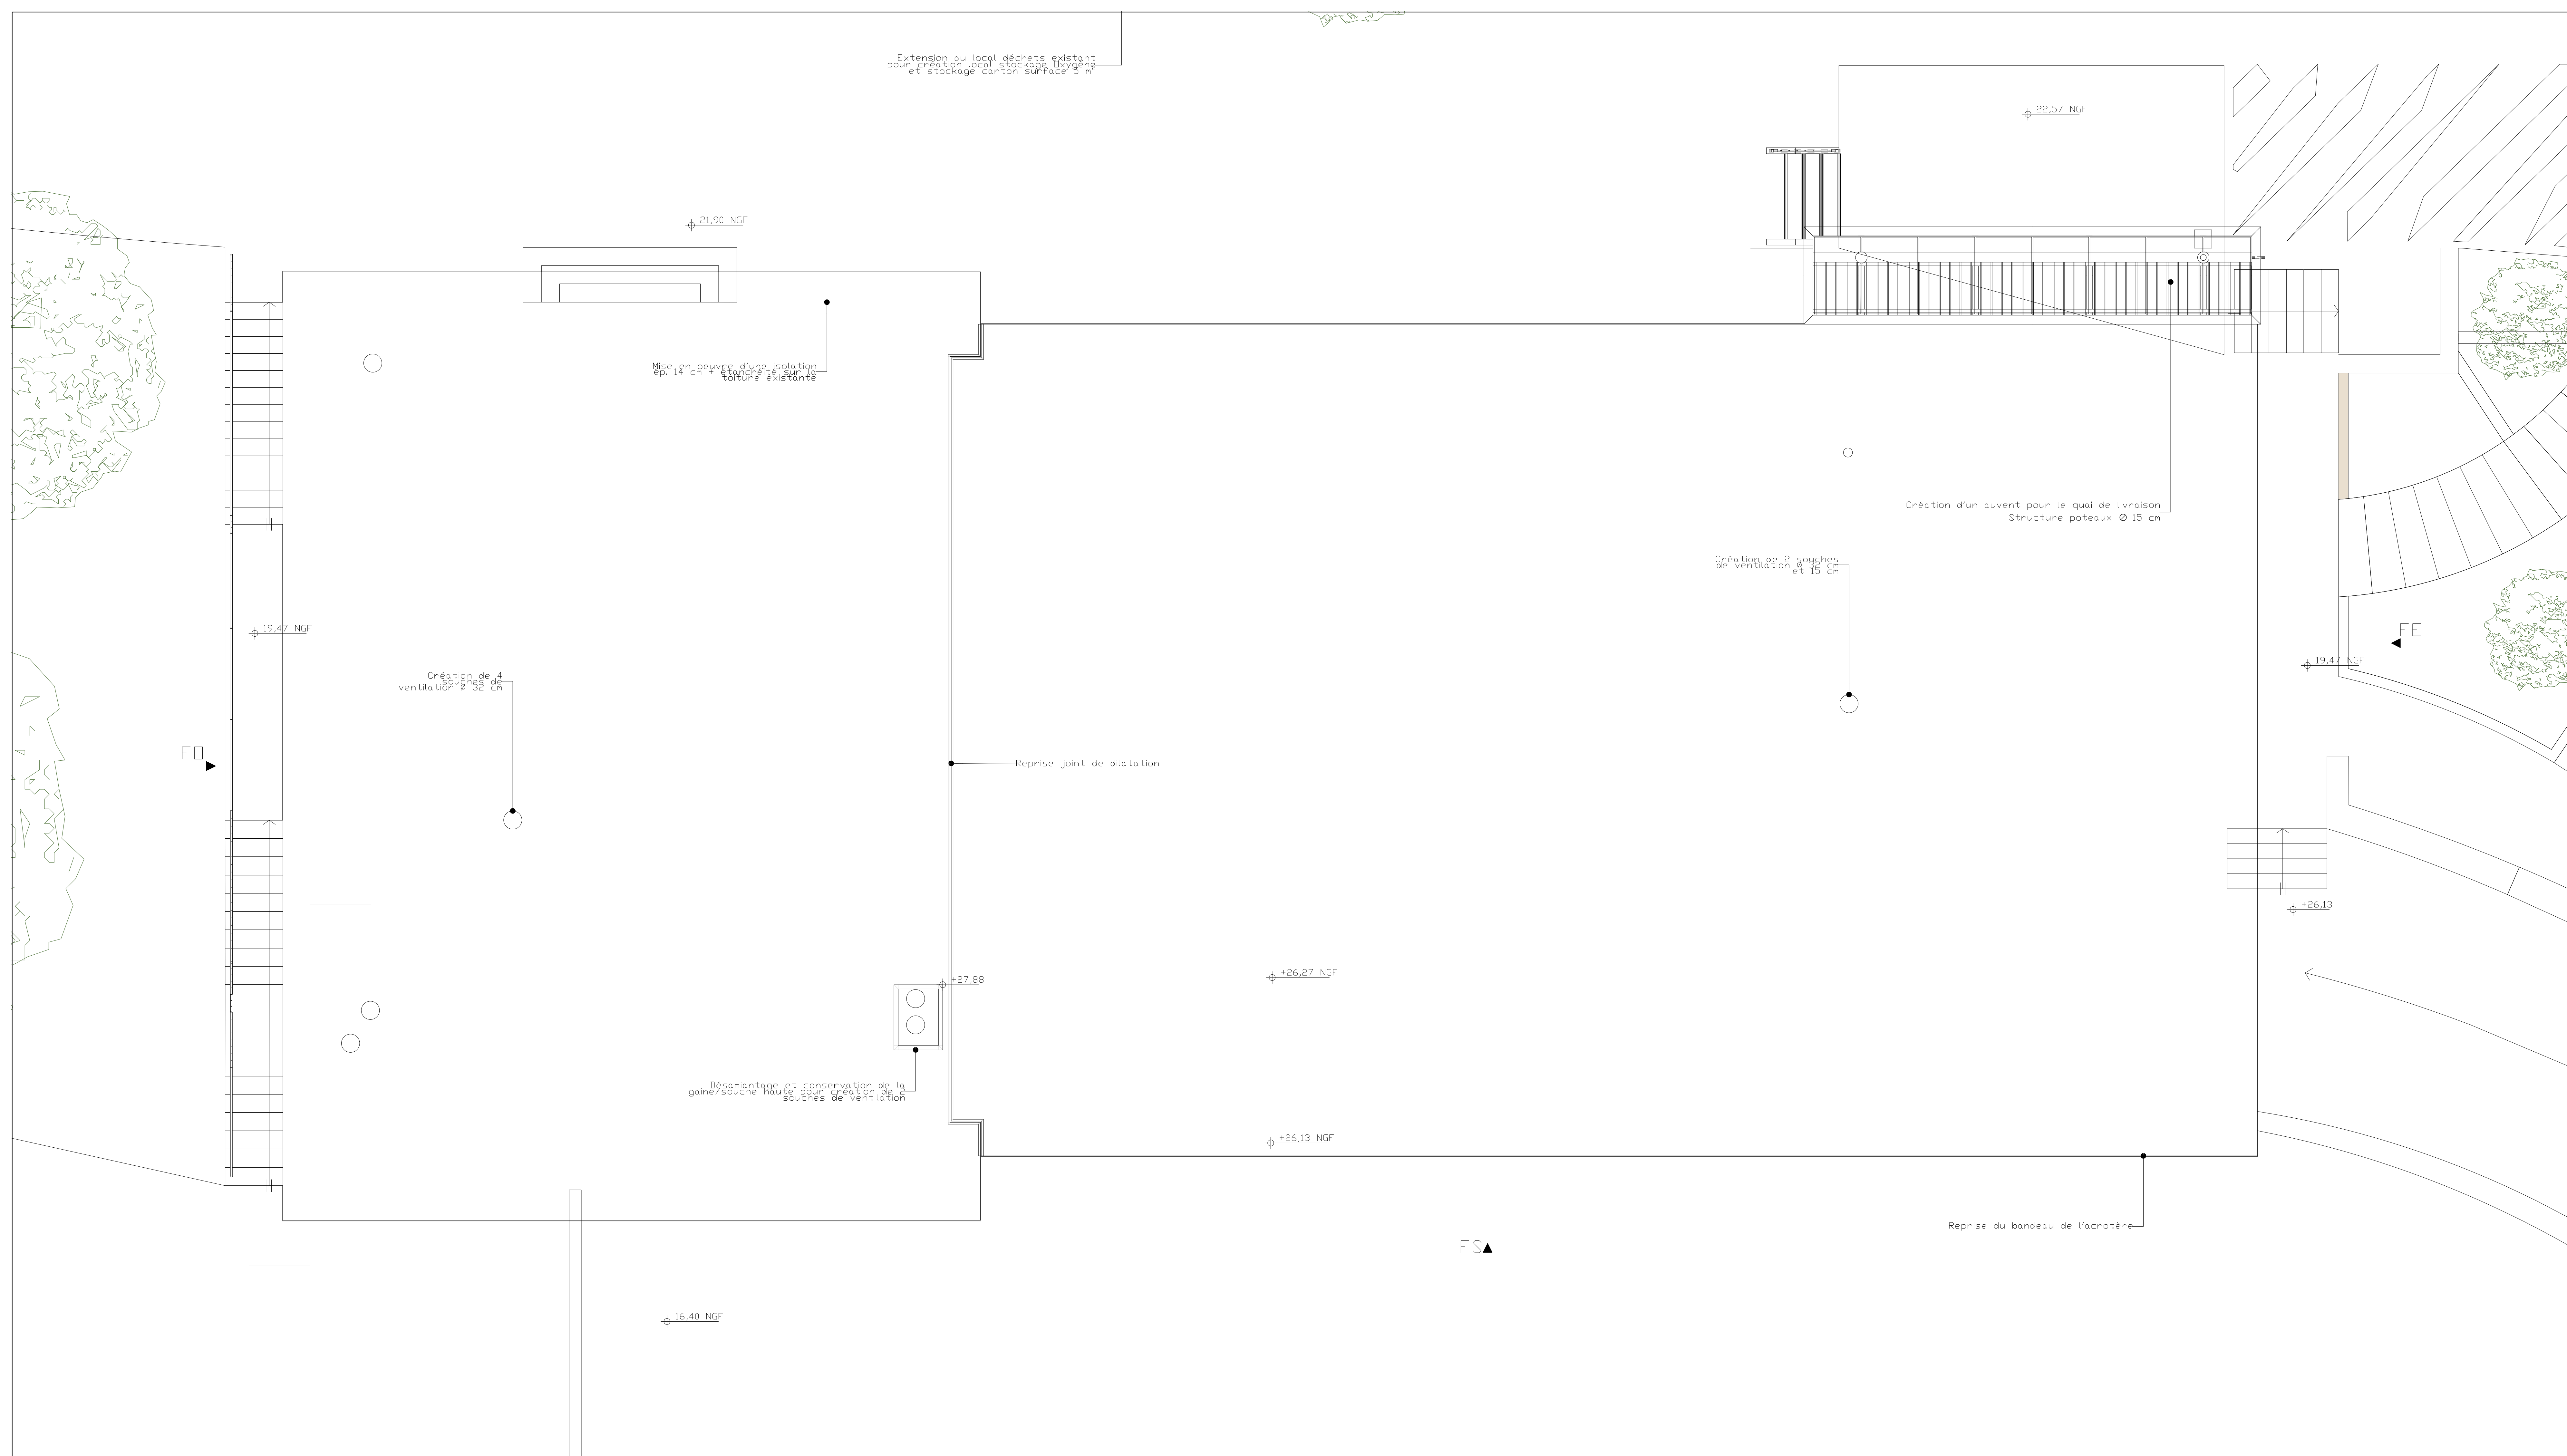 Extension du local déchets existant
pour création local stockage Oxygène
et stockage carton surface 5 m²
22,57 NGF
21,90 NGF
Mise en oeuvre d'une isolation
ép. 14 cm + étanchéité sur la
toiture existante
Création d'un auvent pour le quai de livraison
Structure poteaux Ø 15 cm
Création de 2 souches
de ventilation Ø 32 cm
et 15 cm
19,47 NGF
FE
19,47 NGF
Création de 4
souches de
ventilation Ø 32 cm
FO
Reprise joint de dilatation
+26,13
+26,27 NGF
+27,88
Désamiantage et conservation de la
gaine/souche haute pour création de 2
souches de ventilation
+26,13 NGF
Reprise du bandeau de l'acrotère
FS
16,40 NGF